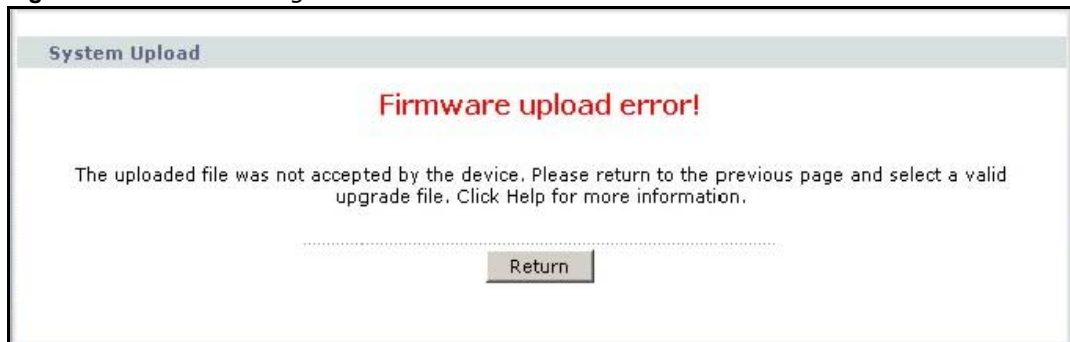 System Upload
Firmware upload error!
The uploaded file was not accepted by the device. Please return to the previous page and select a valid
upgrade file. Click Help for more information.
Return